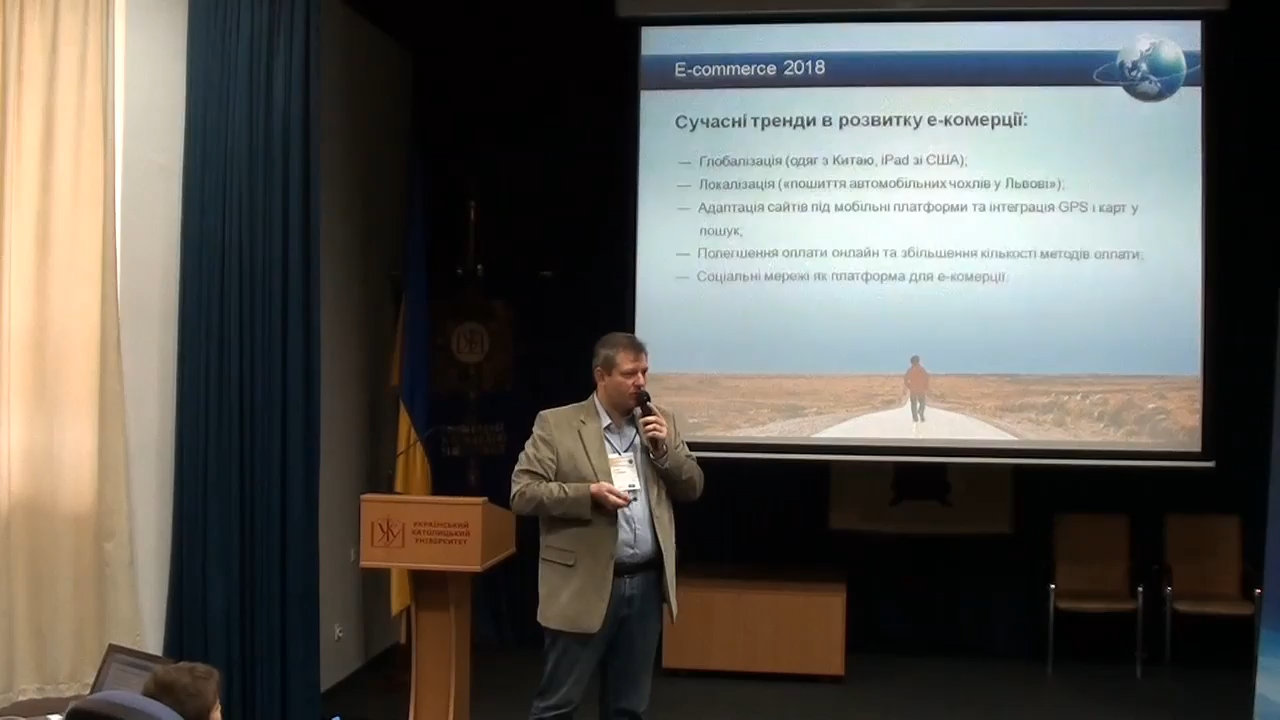 E-commerce 2018
Сучасні тренди в розвитку е-комерції:
— Глобалізація (одяг з Китаю, iPad зі США);
— Локалізація («пошиття автомобільних чохлів у Львові»);
— Адаптація сайтів під мобільні платформи та інтеграція GPS і карт у
пошук;
— Полегшення оплати онлайн та збільшення кількості методів оплати;
— Соціальні мережі як платформа для е-комерції.
УКРАЇНСЬКИЙ
КАТОЛИЦЬКИЙ
УНІВЕРСИТЕТ